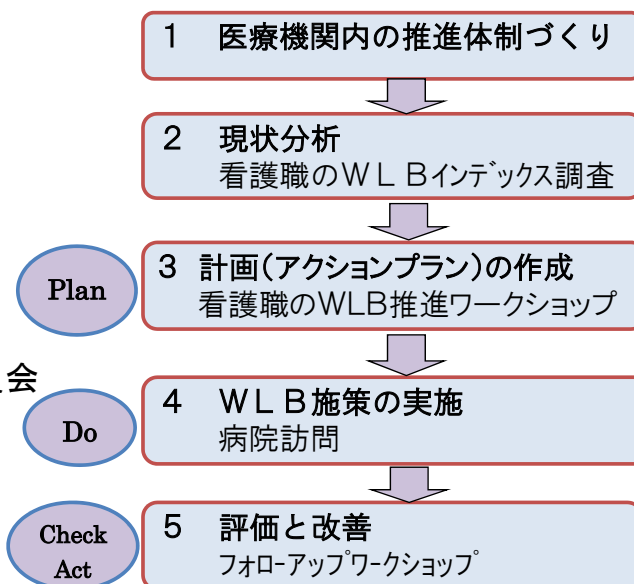 1 医療機関内の推進体制づくり
2 現状分析
看護職のWLBインデックス調査
Plan
3 計画(アクションプラン)の作成
看護職のWLB推進ワークショップ
会
Do
4 WLB施策の実施
病院訪問
Check
Act
5 評価と改善
フォローアップワークショップ